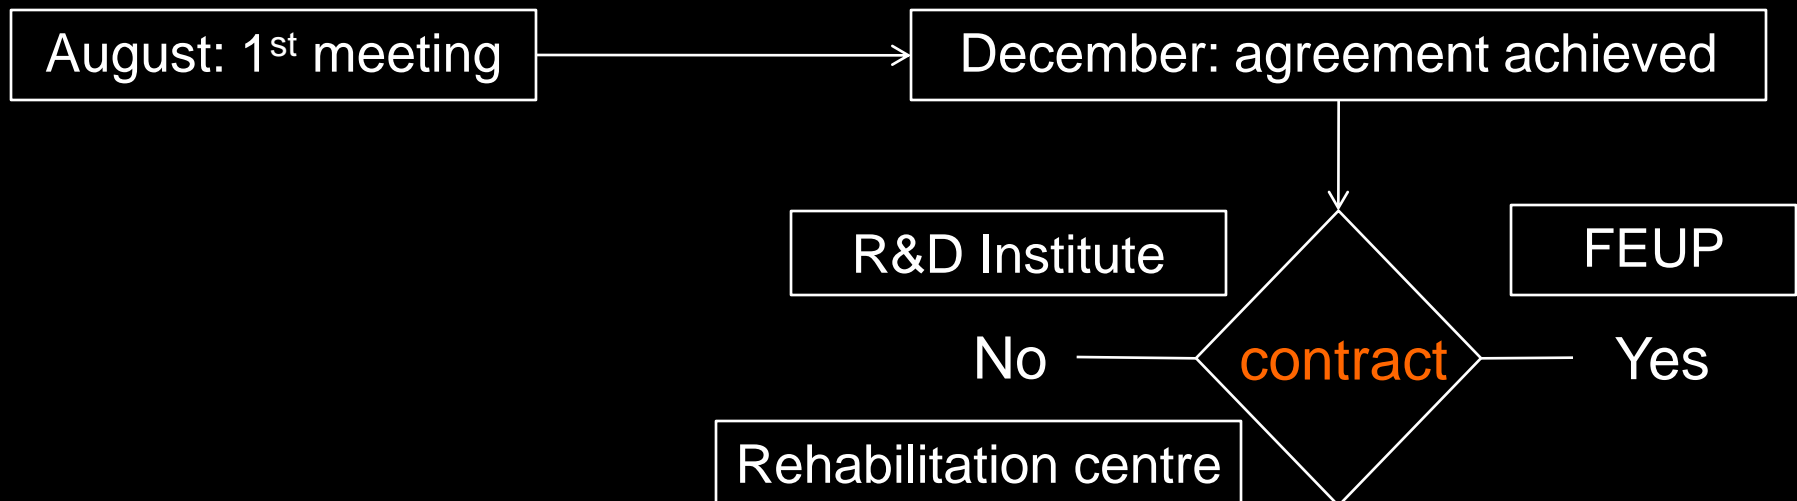 August: 1st meeting
December: agreement achieved
R&D Institute
FEUP
No
contract
Yes
Rehabilitation centre